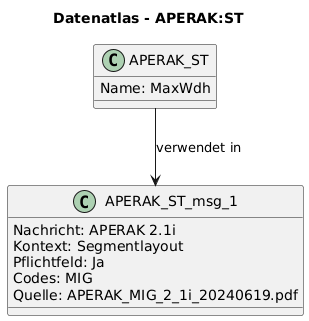 Datenatlas - APERAK:ST
C APERAK_ST
Name: MaxWdh
verwendet in
C APERAK_ST_msg_1
Nachricht: APERAK 2.1i
Kontext: Segmentlayout
Pflichtfeld: Ja
Codes: MIG
Quelle: APERAK_MIG_2_1i_20240619.pdf